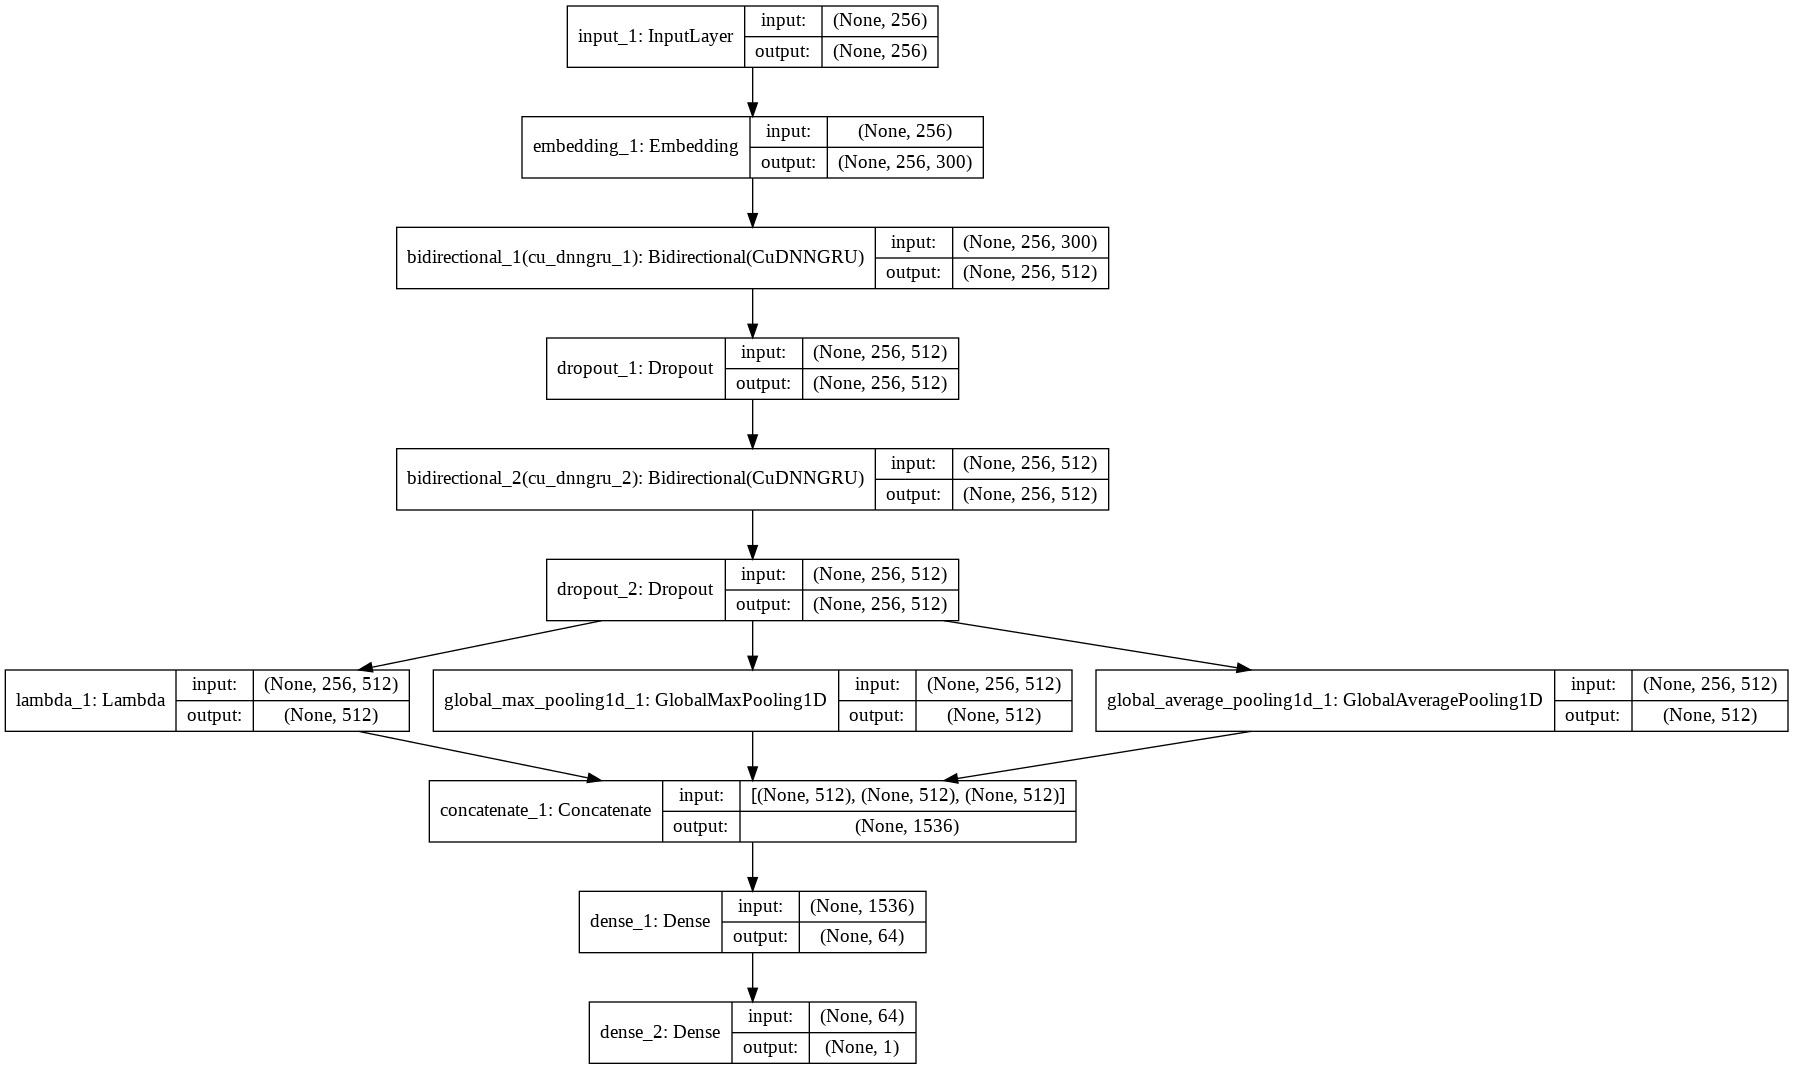 input_1: InputLayer
input:
(None, 256)
output:
(None, 256)
embedding_1: Embedding
input:
(None, 256)
output:
(None, 256, 300)
bidirectional_1(cu_dnngru_1): Bidirectional(CuDNNGRU)
input:
(None, 256, 300)
output:
(None, 256, 512)
dropout_1: Dropout
input:
(None, 256, 512)
output:
(None, 256, 512)
bidirectional_2(cu_dnngru_2): Bidirectional(CuDNNGRU)
input:
(None, 256, 512)
output:
(None, 256, 512)
dropout_2: Dropout
input:
(None, 256, 512)
output:
(None, 256, 512)
lambda_1: Lambda
input:
(None, 256, 512)
output:
(None, 512)
global_max_pooling1d_1: GlobalMaxPooling1D
input:
(None, 256, 512)
output:
(None, 512)
global_average_pooling1d_1: GlobalAveragePooling1D
input:
(None, 256, 512)
output:
(None, 512)
concatenate_1: Concatenate
input:
[(None, 512), (None, 512), (None, 512)]
output:
(None, 1536)
dense_1: Dense
input:
(None, 1536)
output:
(None, 64)
dense_2: Dense
input:
(None, 64)
output:
(None, 1)